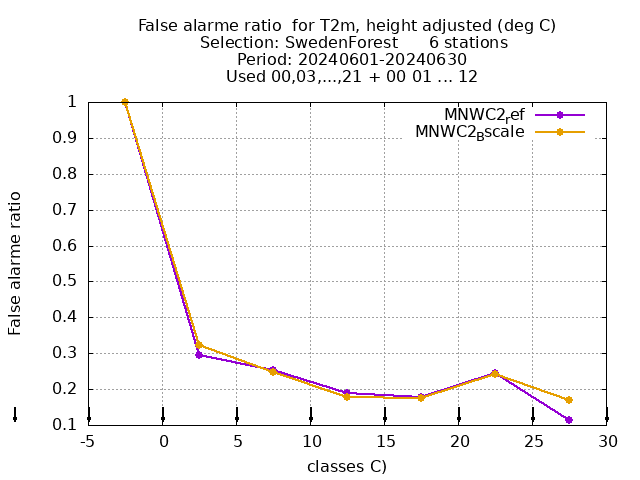 False alarme ratio  for T2m, height adjusted (deg C)
Selection: SwedenForest      6 stations
Period: 20240601-20240630
Used 00,03,...,21 + 00 01 ... 12
MNWC2ref
MNWC2Bscale
1
0.9
0.8
0.7
0.6
0.5
0.4
0.3
0.2
0.1
False alarme ratio
-5 0 5 10 15 20 25 30
classes C)